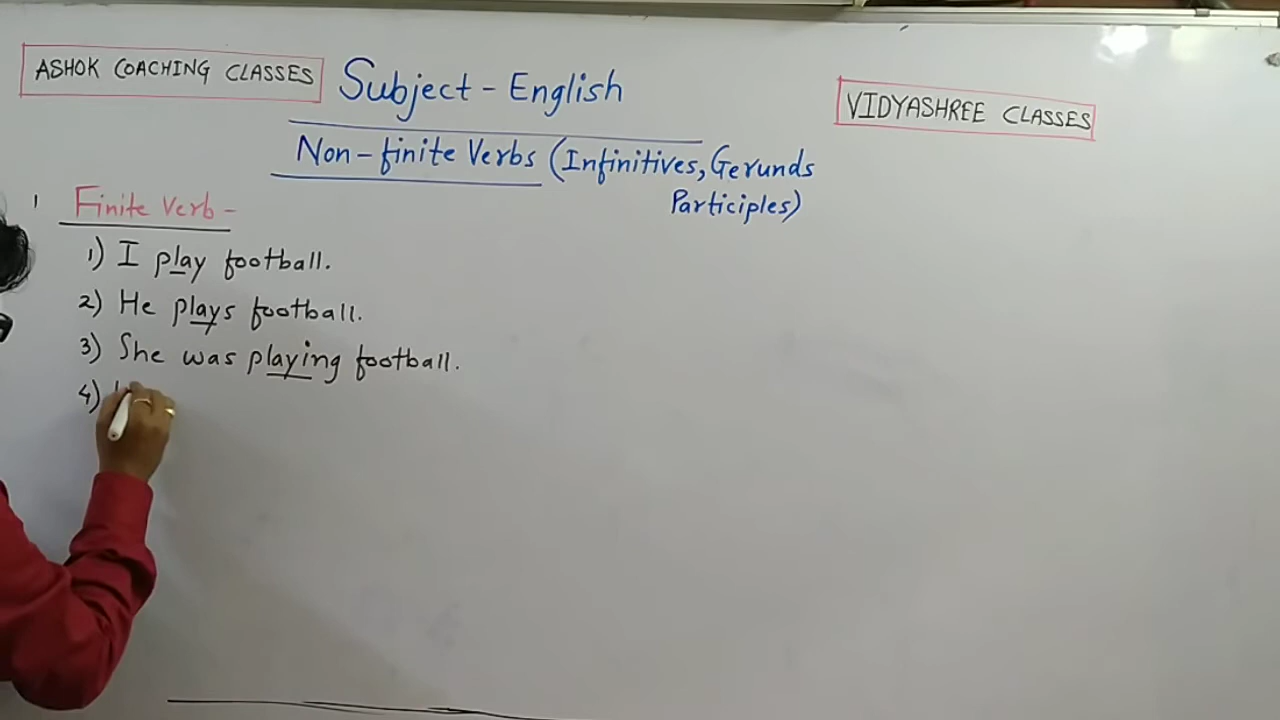 ASHOK COACHING CLASSES
Subject - English
VIDYASHREE CLASSES
Non-finite Verbs (Infinitives, Gerunds
Participles)
Finite Verb -
1) I play football.
2) He plays football.
3) She was playing football.
4)